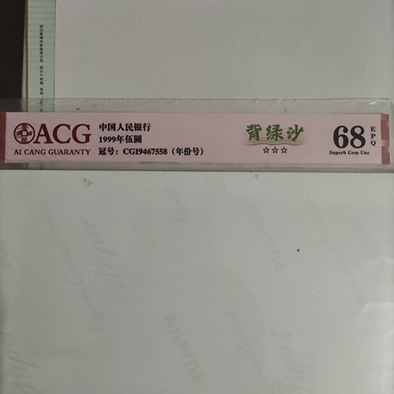 ACG
AI CANG GUARANTY
中国人民银行
1999年伍圆
冠号：CG19467558（年份号）
背绿沙
☆☆☆
68
EPQ
Superb Gem Unc